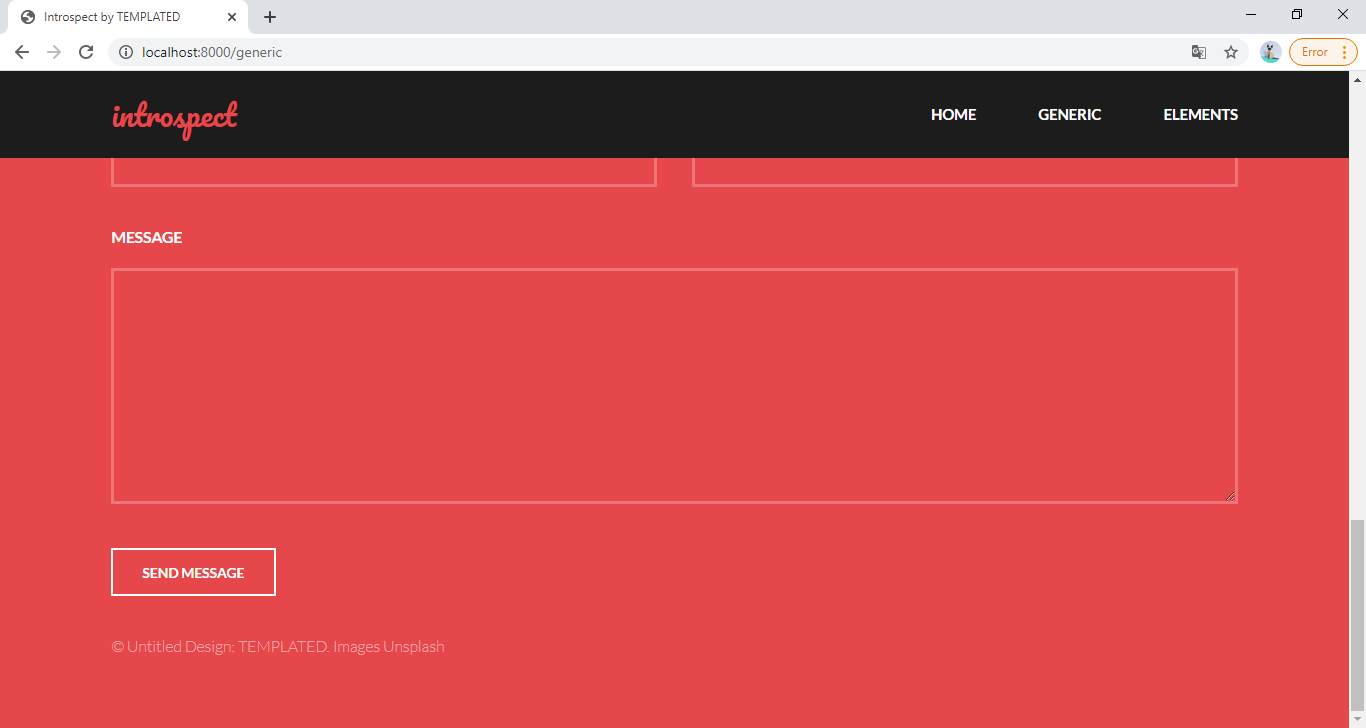 Introspect by TEMPLATED
localhost:8000/generic
Error
introspect
HOME GENERIC ELEMENTS
MESSAGE
SEND MESSAGE
© Untitled Design: TEMPLATED. Images Unsplash